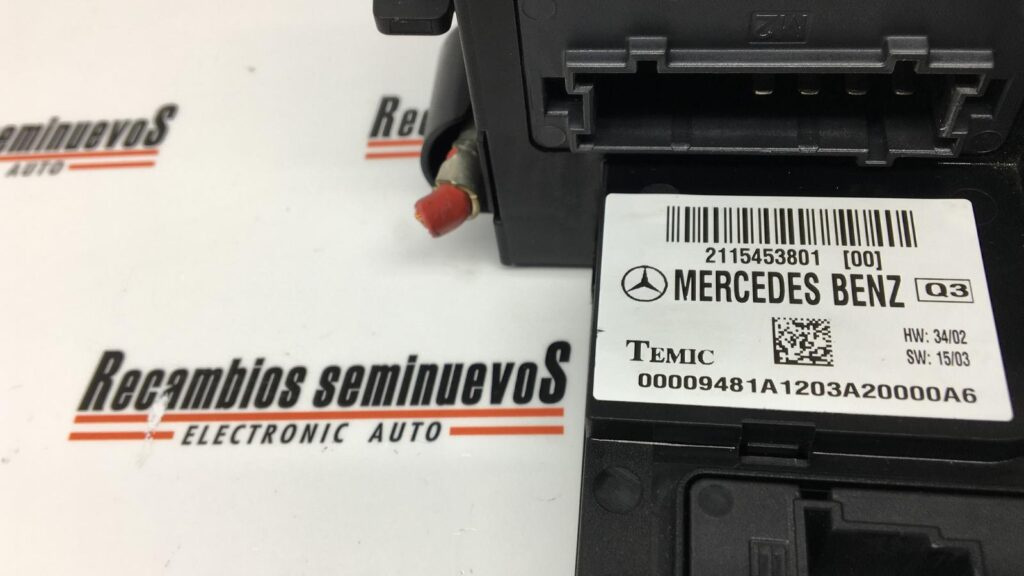 seminuevoS
AUTO
Rec
2115453801 [00]
MERCEDES BENZ Q3
HW: 34/02
TEMIC SW: 15/03
00009481A1203A20000A6
Recambios seminuevoS
ELECTRONIC AUTO